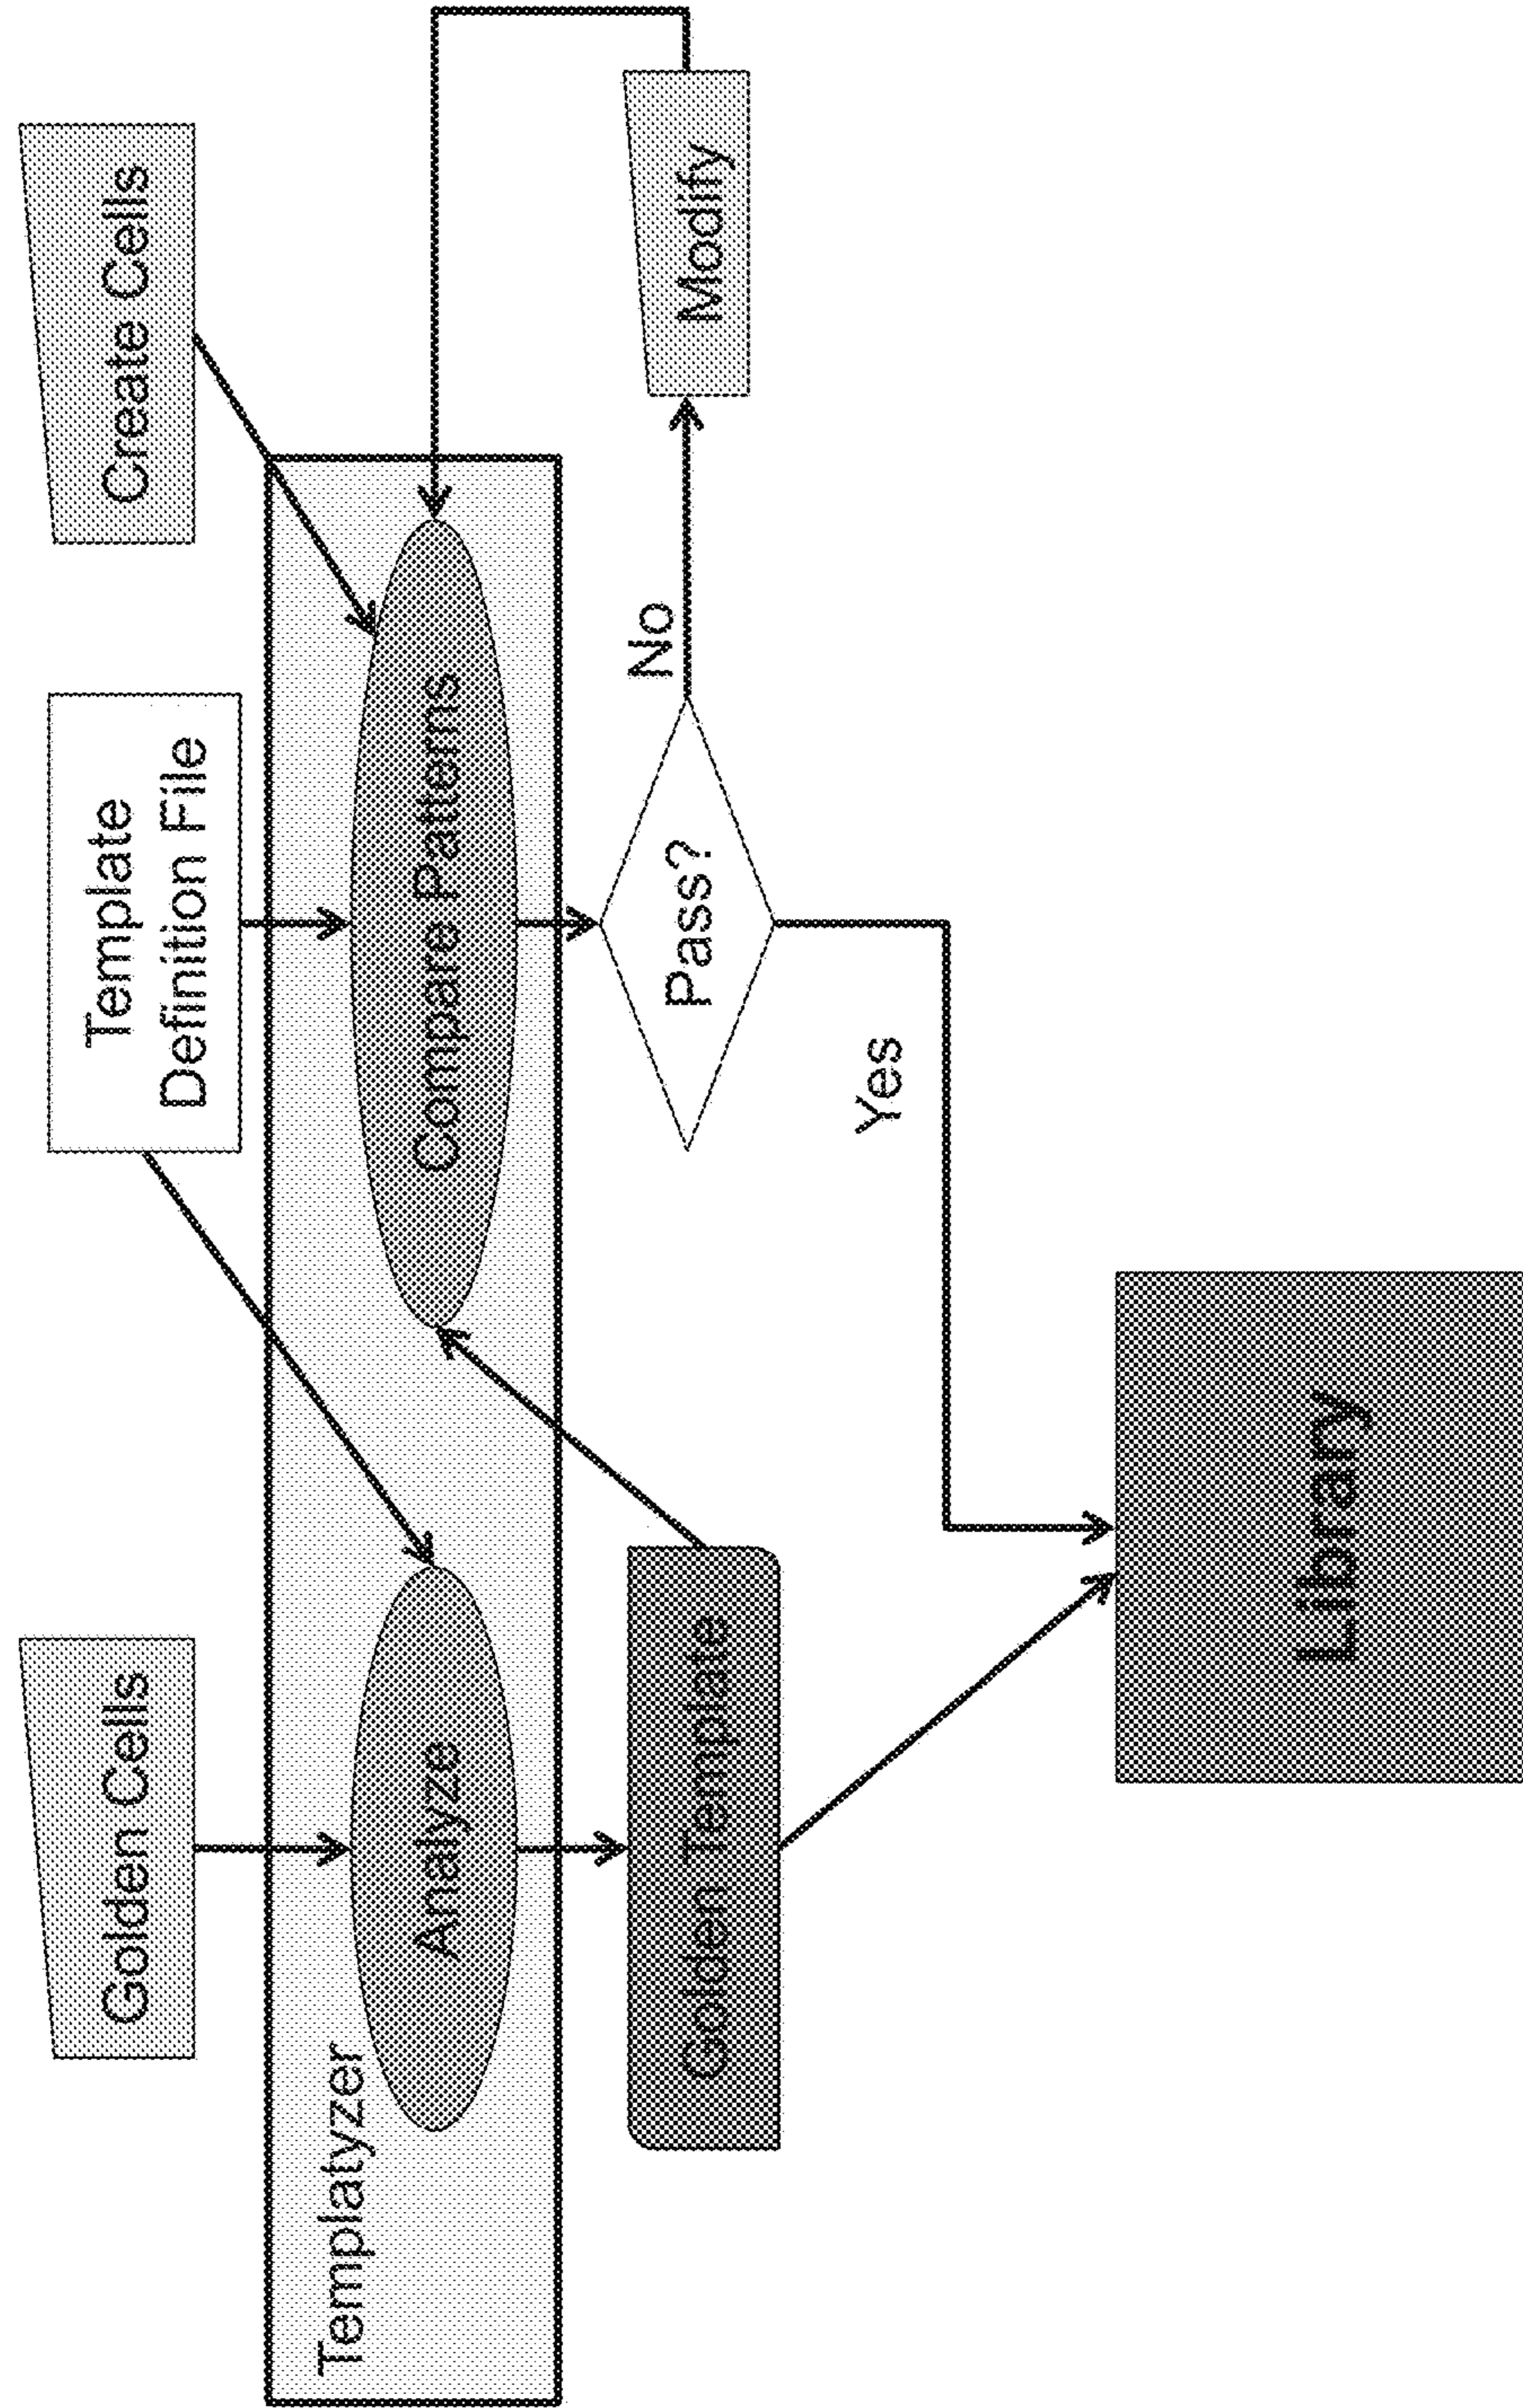 Golden Cells
Template
Definition File
Create Cells
Templatyzer
Analyze
Compare Patterns
Golden Template
Pass?
No
Modify
Yes
Library